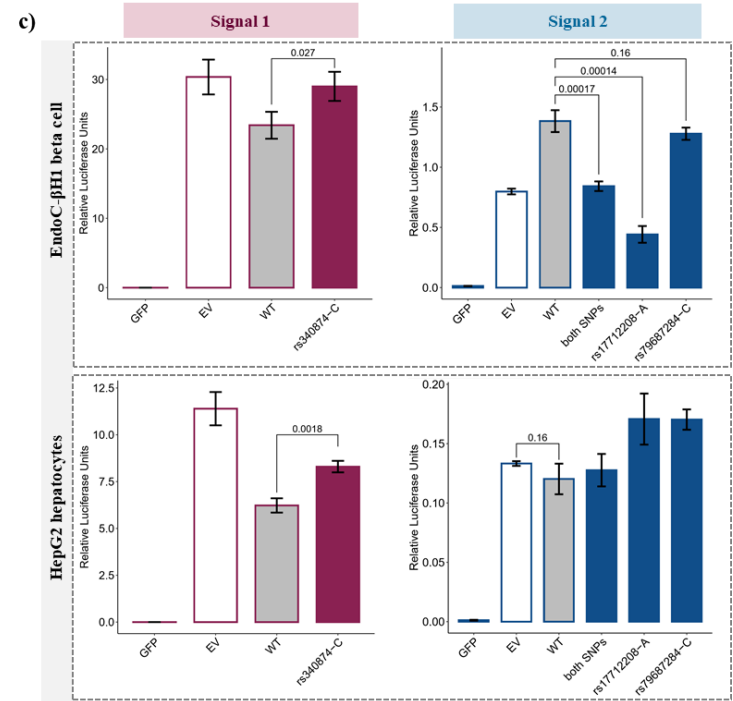 c)
Signal 1
Signal 2
EndoC-βH1 beta cell
Relative Luciferase Units
30
20
10
0
0.027
GFP
EV
WT
rs340874−C
Relative Luciferase Units
1.5
1.0
0.5
0.0
0.16
0.00014
0.00017
GFP
EV
WT
both SNPs
rs17712208−A
rs79687284−C
HepG2 hepatocytes
Relative Luciferase Units
12.5
10.0
7.5
5.0
2.5
0.0
0.0018
GFP
EV
WT
rs340874−C
Relative Luciferase Units
0.20
0.15
0.10
0.05
0.00
0.16
GFP
EV
WT
both SNPs
rs17712208−A
rs79687284−C